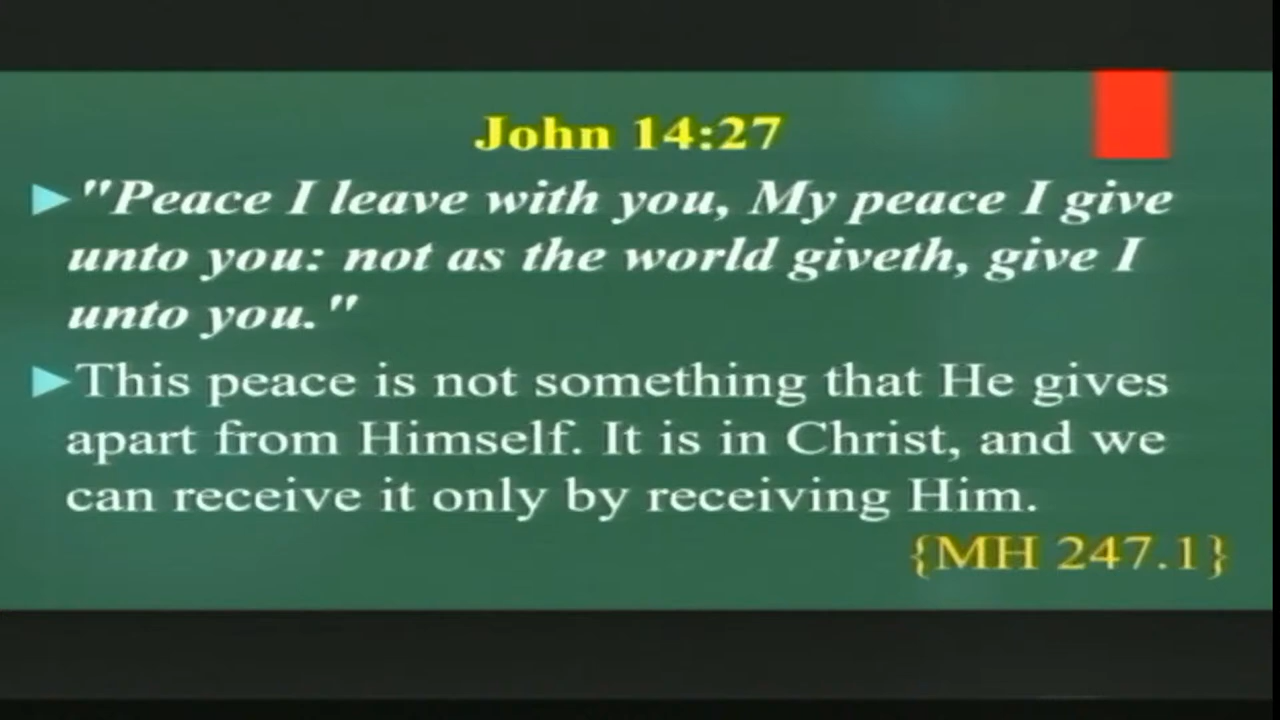 John 14:27
"Peace I leave with you, My peace I give
unto you: not as the world giveth, give I
unto you."
This peace is not something that He gives
apart from Himself. It is in Christ, and we
can receive it only by receiving Him.
{MH 247.1}